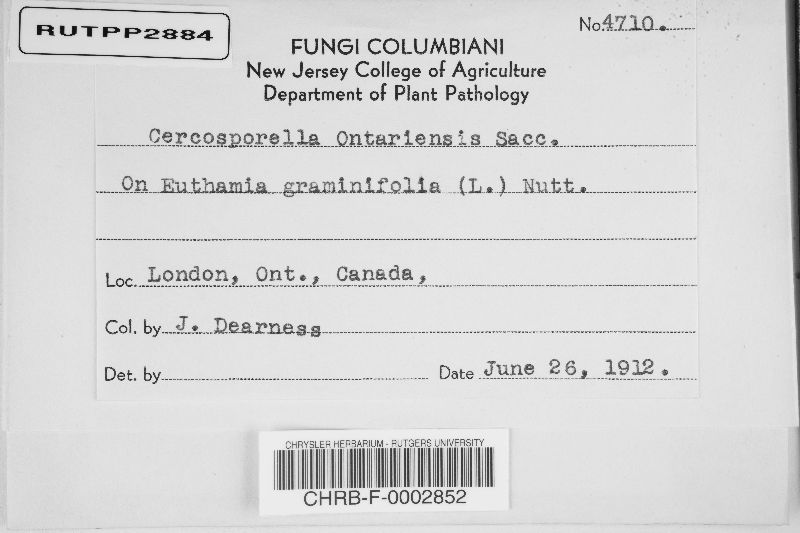 RUTPP2884
No. 4710.
FUNGI COLUMBIANI
New Jersey College of Agriculture
Department of Plant Pathology
Cercosporella Ontariensis Sacc.
On Euthamia graminifolia (L.) Nutt.
Loc. London, Ont., Canada,
Col. by J. Dearness
Det. by
Date June 26, 1912.
CHRYSLER HERBARIUM - RUTGERS UNIVERSITY
CHRB-F-0002852